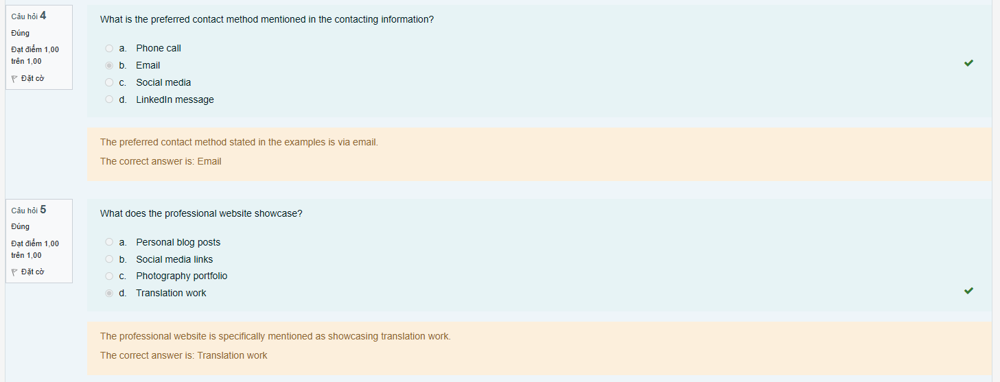 Câu hỏi 4
Đúng
Đạt điểm 1,00
trên 1,00
Đặt cờ
What is the preferred contact method mentioned in the contacting information?
a. Phone call
b. Email
c. Social media
d. LinkedIn message
The preferred contact method stated in the examples is via email.
The correct answer is: Email
Câu hỏi 5
Đúng
Đạt điểm 1,00
trên 1,00
Đặt cờ
What does the professional website showcase?
a. Personal blog posts
b. Social media links
c. Photography portfolio
d. Translation work
The professional website is specifically mentioned as showcasing translation work.
The correct answer is: Translation work